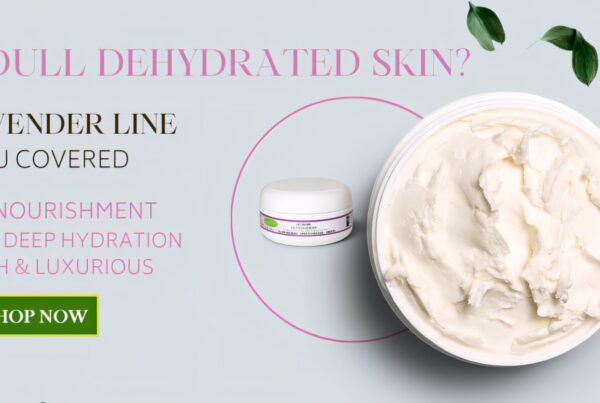 DULL DEHYDRATED SKIN?
VENDER LINE
U COVERED
NOURISHMENT
DEEP HYDRATION
H & LUXURIOUS
HOP NOW